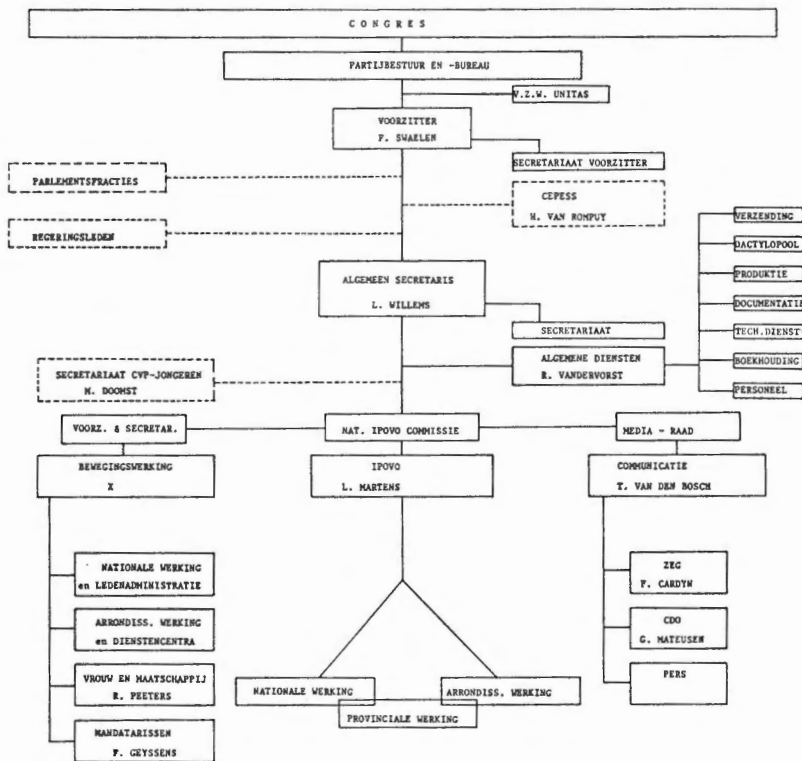 C O N G R E S
PARTIJBESTUUR EN -BUREAU
V.Z.W. UNITAS
VOORZITTER
F. SWAELEN
SECRETARIAAT VOORZITTER
PARLEMENTSFRACTIES
CEPESS
H. VAN ROMPUY
REGERINGSLEDEN
VERZENDING
DACTYLOPOOL
PRODUKTIE
DOCUMENTATIE
TECH.DIENST
BOEKHOUDING
PERSONEEL
ALGEMEEN SECRETARIS
L. WILLEMS
SECRETARIAAT
ALGEMENE DIENSTEN
R. VANDERVORST
SECRETARIAAT CVP-JONGEREN
M. DOOMST
VOORZ. & SECRETAR.
NAT. IPOVO COMMISSIE
MEDIA - RAAD
BEWEGINGSWERKING
X
IPOVO
L. MARTENS
COMMUNICATIE
T. VAN DEN BOSCH
NATIONALE WERKING
en LEDENADMINISTRATIE
ARRONDISS. WERKING
en DIENSTENCENTRA
VROUW EN MAATSCHAPPIJ
R. PEETERS
MANDATARISSEN
F. GEYSSENS
NATIONALE WERKING
ARRONDISS. WERKING
PROVINCIALE WERKING
ZEG
F. CARDYN
CDO
G. MATEUSEN
PERS